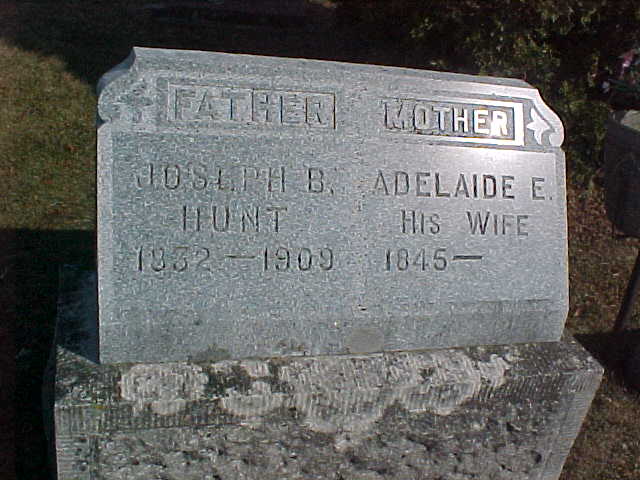 FATHER
JOSEPH B.
HUNT
1832 — 1909
MOTHER
ADELAIDE E.
HIS WIFE
1845 —